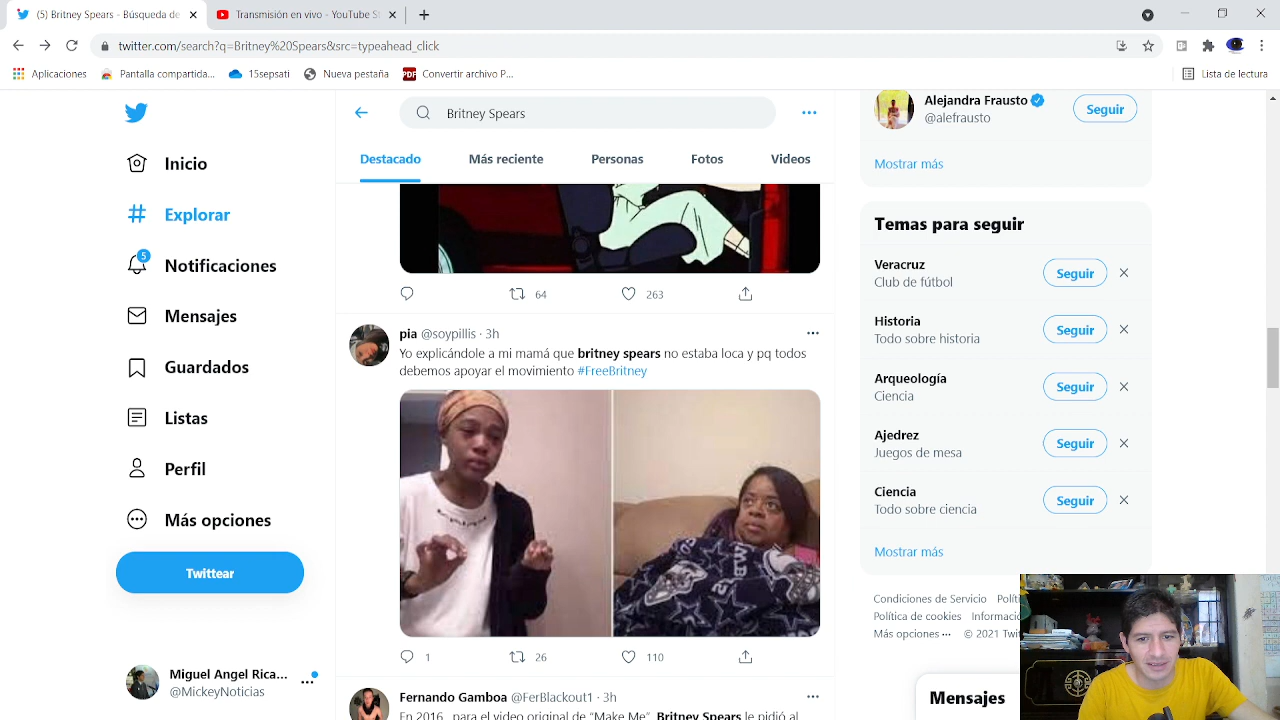 (5) Britney Spears - Búsqueda de
Transmisión en vivo - YouTube St
twitter.com/search?q=Britney%20Spears&src=typeahead_click
Aplicaciones
Pantalla compartida...
15sepsati
Nueva pestaña
PDF
Convertir archivo P...
Lista de lectura
Britney Spears
Destacado
Más reciente
Personas
Fotos
Videos
Inicio
Explorar
5
Notificaciones
Mensajes
Guardados
Listas
Perfil
Más opciones
Twittear
Miguel Angel Rica...
@MickeyNoticias
64
263
pia @soypillis · 3h
Yo explicándole a mi mamá que britney spears no estaba loca y pq todos
debemos apoyar el movimiento #FreeBritney
1
26
110
Fernando Gamboa @FerBlackout1 · 3h
En 2016, para el video original de "Make Me", Britney Spears le pidió al
Alejandra Frausto
@alefrausto
Seguir
Mostrar más
Temas para seguir
Veracruz
Club de fútbol
Seguir
Historia
Todo sobre historia
Seguir
Arqueología
Ciencia
Seguir
Ajedrez
Juegos de mesa
Seguir
Ciencia
Todo sobre ciencia
Seguir
Mostrar más
Condiciones de Servicio
Política de cookies
Más opciones ··· © 2021
Mensajes